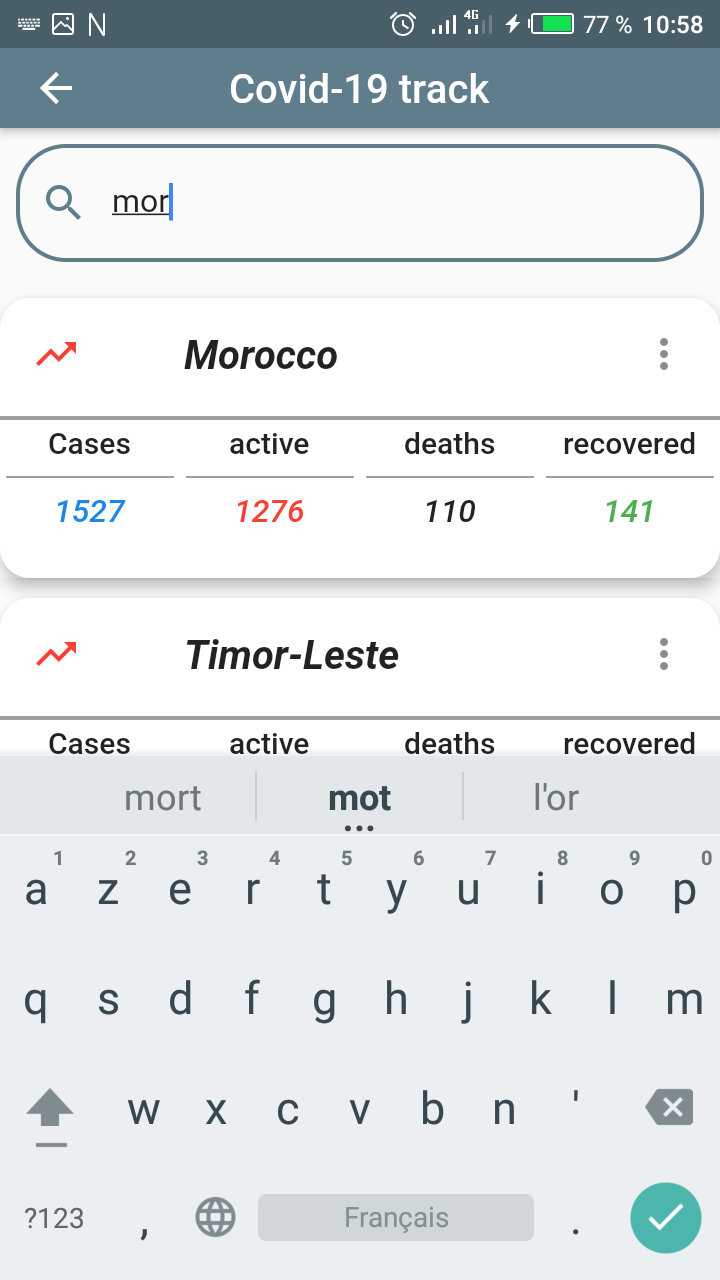 4G 77 % 10:58
Covid-19 track
mor
Morocco
Cases active deaths recovered
1527 1276 110 141
Timor-Leste
Cases active deaths recovered
mort mot l'or
1 2 3 4 5 6 7 8 9 0
a z e r t y u i o p
q s d f g h j k l m
w x c v b n '
?123 , Français .